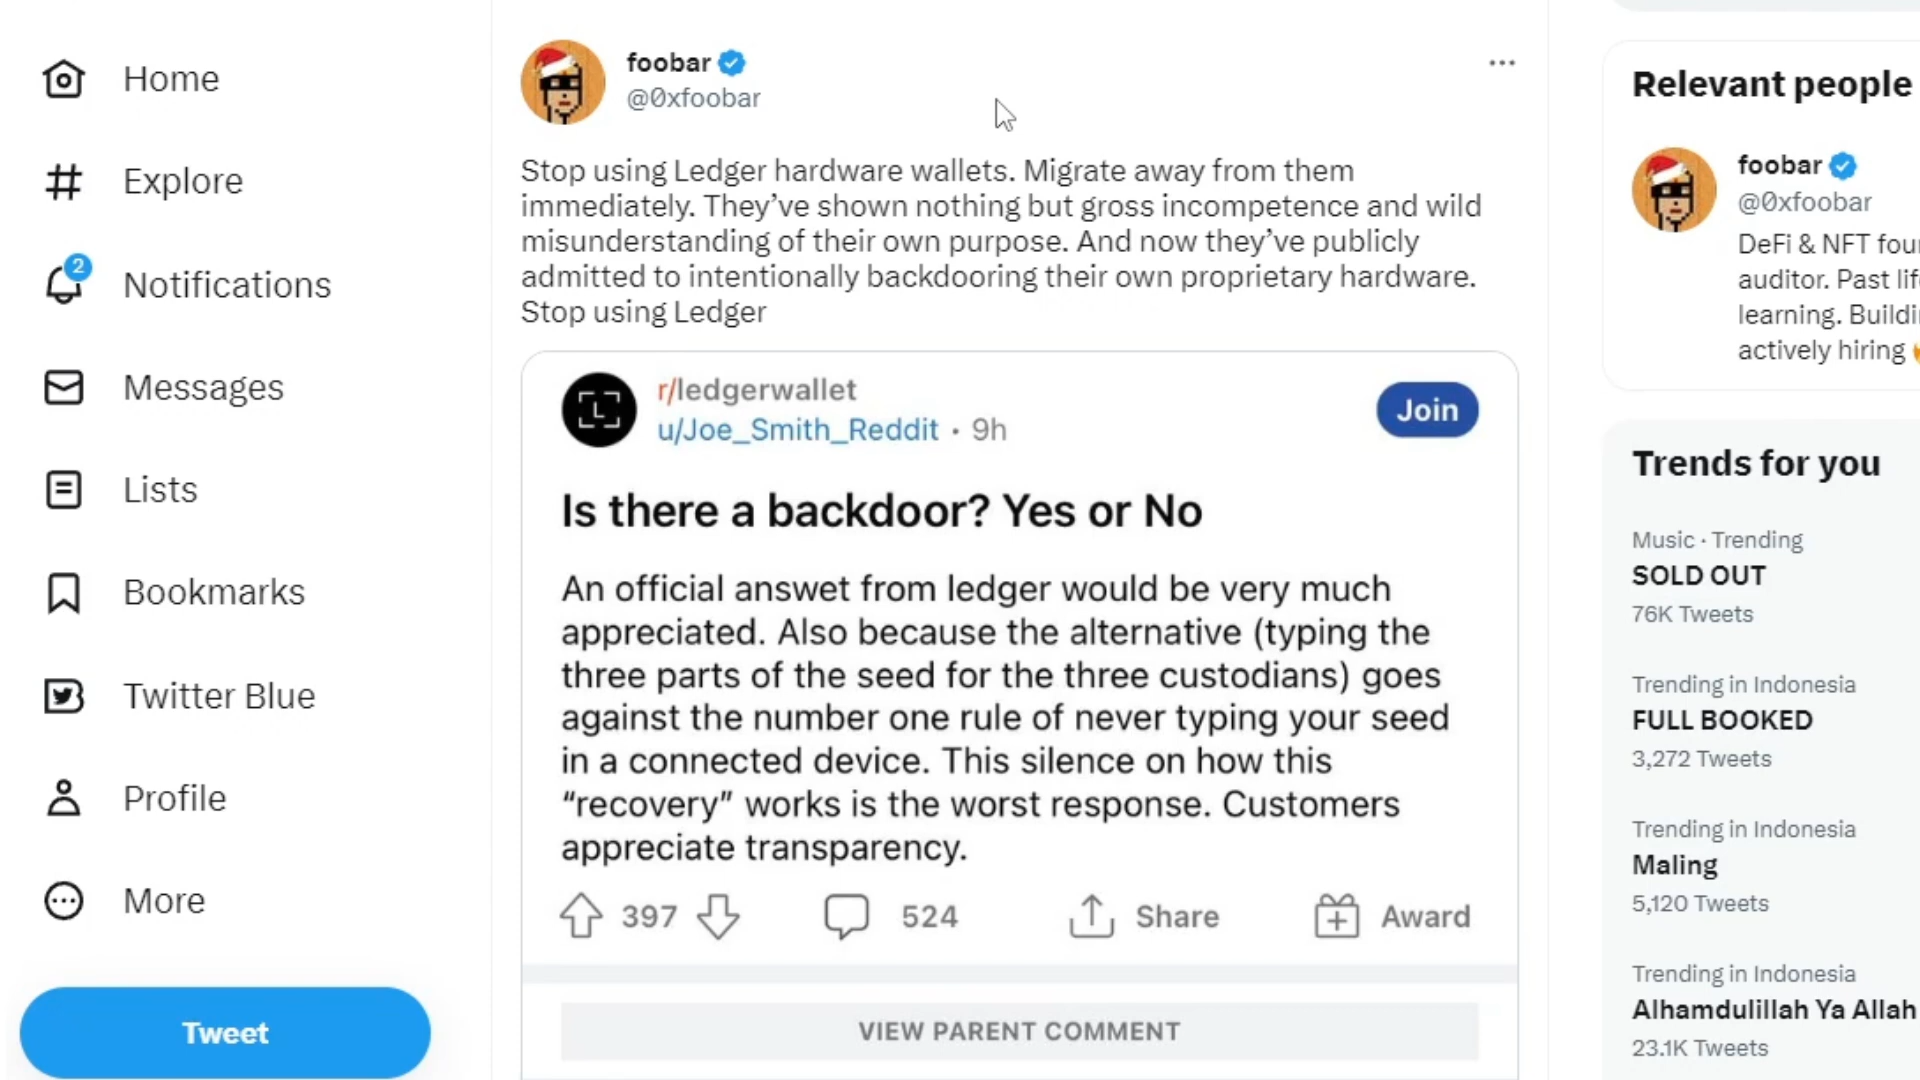 Home
Explore
2
Notifications
Messages
Lists
Bookmarks
Twitter Blue
Profile
More
Tweet
foobar
@0xfoobar
Stop using Ledger hardware wallets. Migrate away from them
immediately. They’ve shown nothing but gross incompetence and wild
misunderstanding of their own purpose. And now they’ve publicly
admitted to intentionally backdooring their own proprietary hardware.
Stop using Ledger
r/ledgerwallet
u/Joe_Smith_Reddit · 9h
Join
Is there a backdoor? Yes or No
An official answet from ledger would be very much
appreciated. Also because the alternative (typing the
three parts of the seed for the three custodians) goes
against the number one rule of never typing your seed
in a connected device. This silence on how this
“recovery” works is the worst response. Customers
appreciate transparency.
397
524
Share
Award
VIEW PARENT COMMENT
Relevant people
foobar
@0xfoobar
DeFi & NFT
auditor. Past
learning.
actively hiring
Trends for you
Music · Trending
SOLD OUT
76K Tweets
Trending in Indonesia
FULL BOOKED
3,272 Tweets
Trending in Indonesia
Maling
5,120 Tweets
Trending in Indonesia
Alhamdulillah Ya Allah
23.1K Tweets